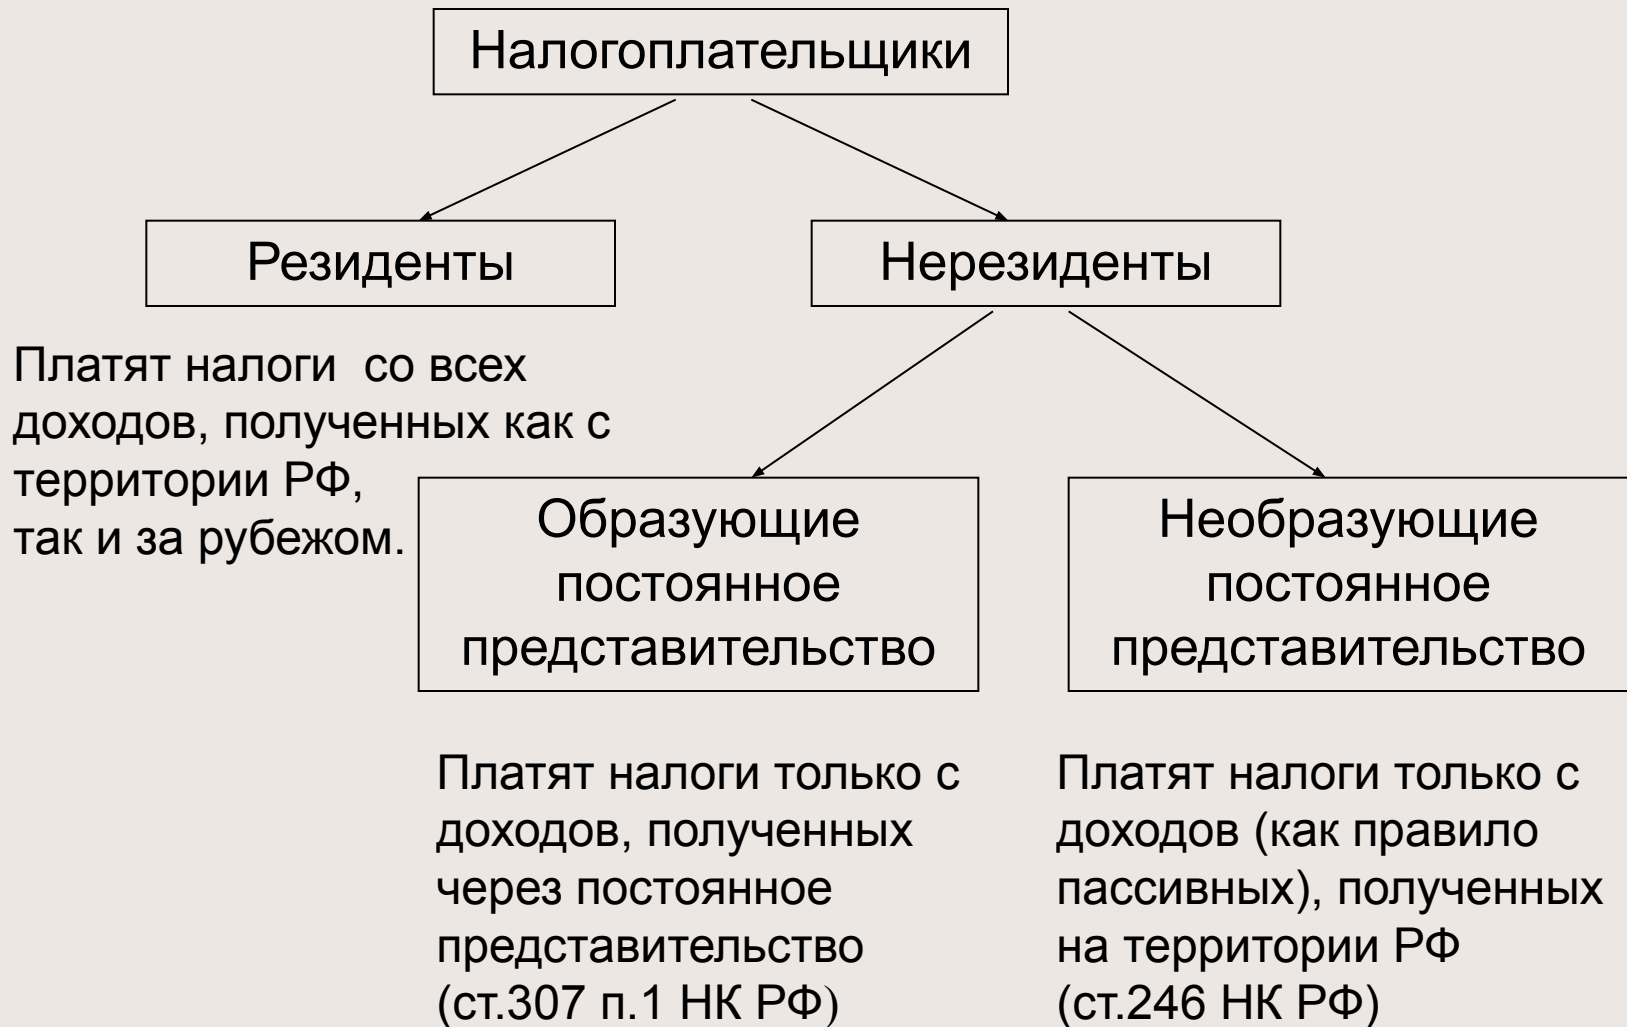 Налогоплательщики
Резиденты
Нерезиденты
Платят налоги со всех
доходов, полученных как с
территории РФ,
так и за рубежом.
Образующие
постоянное
представительство
Необразующие
постоянное
представительство
Платят налоги только с
доходов, полученных
через постоянное
представительство
(ст.307 п.1 НК РФ)
Платят налоги только с
доходов (как правило
пассивных), полученных
на территории РФ
(ст.246 НК РФ)